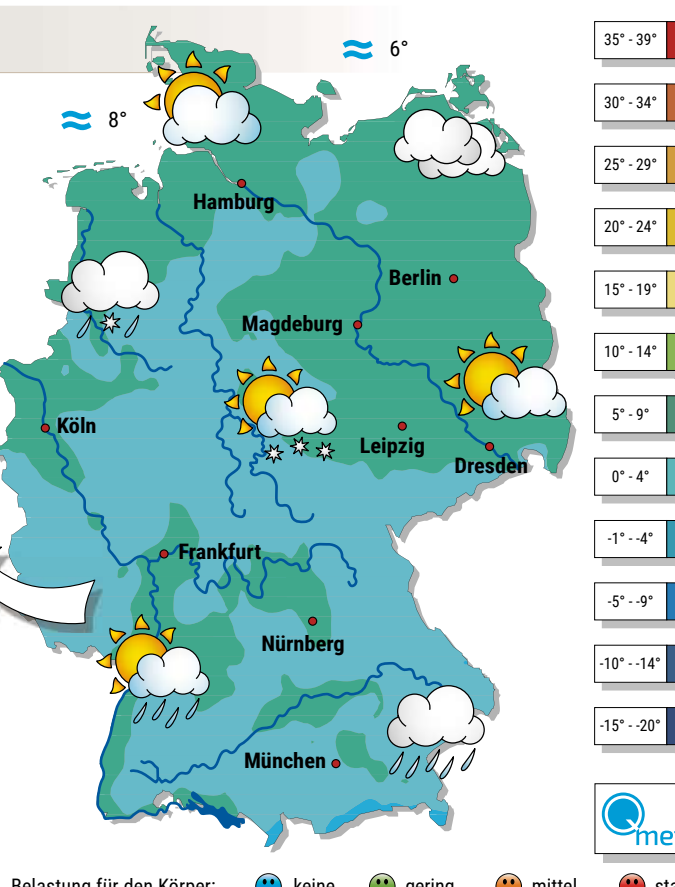 6°
8°
Hamburg
Berlin
Magdeburg
Köln
Leipzig
Dresden
Frankfurt
Nürnberg
München
35° - 39°
30° - 34°
25° - 29°
20° - 24°
15° - 19°
10° - 14°
5° - 9°
0° - 4°
-1° - -4°
-5° - -9°
-10° - -14°
-15° - -20°
Belastung für den Körper: keine gering mittel